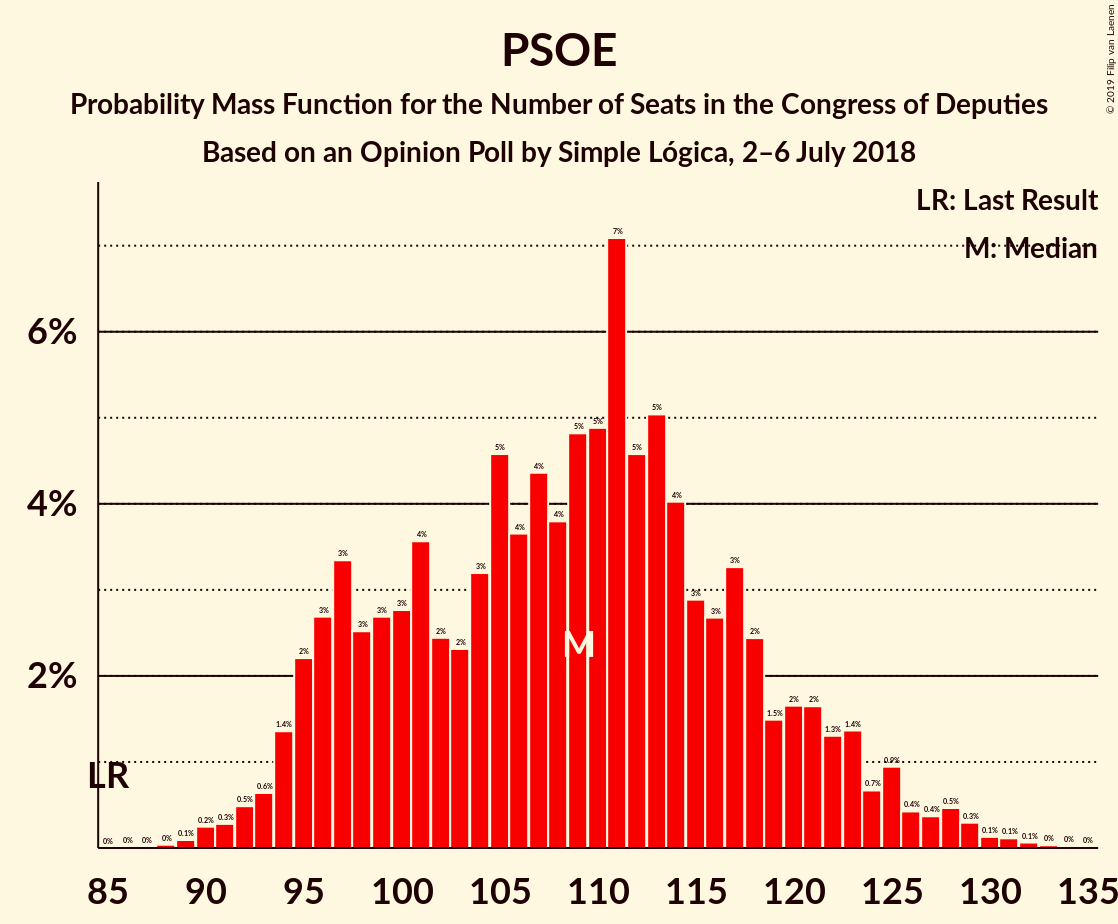 PSOE
Probability Mass Function for the Number of Seats in the Congress of Deputies
Based on an Opinion Poll by Simple Lógica, 2–6 July 2018
© 2019 Filip van Laenen
LR: Last Result
M: Median
6%
4%
2%
LR
M
0% 0% 0% 0% 0.1% 0.2% 0.3% 0.5% 0.6% 1.4% 2% 3% 3% 3% 3% 3% 4% 2% 2% 3% 5% 4% 4% 4% 5% 5% 7% 5% 5% 4% 3% 3% 3% 2% 1.5% 2% 2% 1.3% 1.4% 0.7% 0.9% 0.4% 0.4% 0.5% 0.3% 0.1% 0.1% 0.1% 0% 0% 0%
85 90 95 100 105 110 115 120 125 130 135